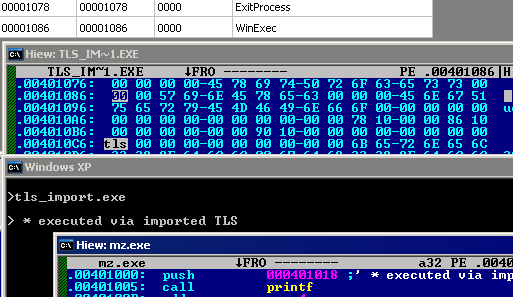 00001078 00001078 0000 ExitProcess
00001086 00001086 0000 WinExec
Hiew: TLS_IM~1.EXE
TLS_IM~1.EXE ↓FRO -------- PE .00401086
.00401076: 00 00 00 00-45 78 69 74-50 72 6F 63-65 73 73 00
.00401086: 00 00 57 69-6E 45 78 65-63 00 00 00-45 6E 67 51
.00401096: 75 65 72 79-45 4D 46 49-6E 66 6F 00-00 00 00 00
.004010A6: 00 00 00 00-00 00 00 00-00 00 78 10-00 00 86 10
.004010B6: 00 00 00 00-00 90 10 00-00 00 00 00-00 00 00 00
.004010C6: tls 00 00 00 00-00 00 00 00-00 6B 65-72 6E 65 6C
Windows XP
>tls_import.exe
> * executed via imported TLS
Hiew: mz.exe
mz.exe ↓FRO -------- a32 PE .0040
.00401000: push 000401018 ;' * executed via imp
.00401005: call printf